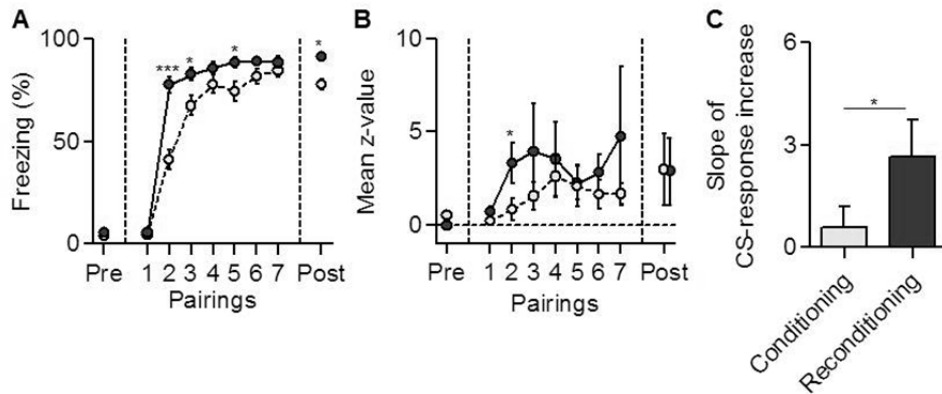 A
Freezing (%)
100
50
0
***
*
*
*
Pre
1
2
3
4
5
6
7
Post
Pairings
B
Mean z-value
10
5
0
*
Pre
1
2
3
4
5
6
7
Post
Pairings
C
Slope of
CS-response increase
6
3
0
*
Conditioning
Reconditioning